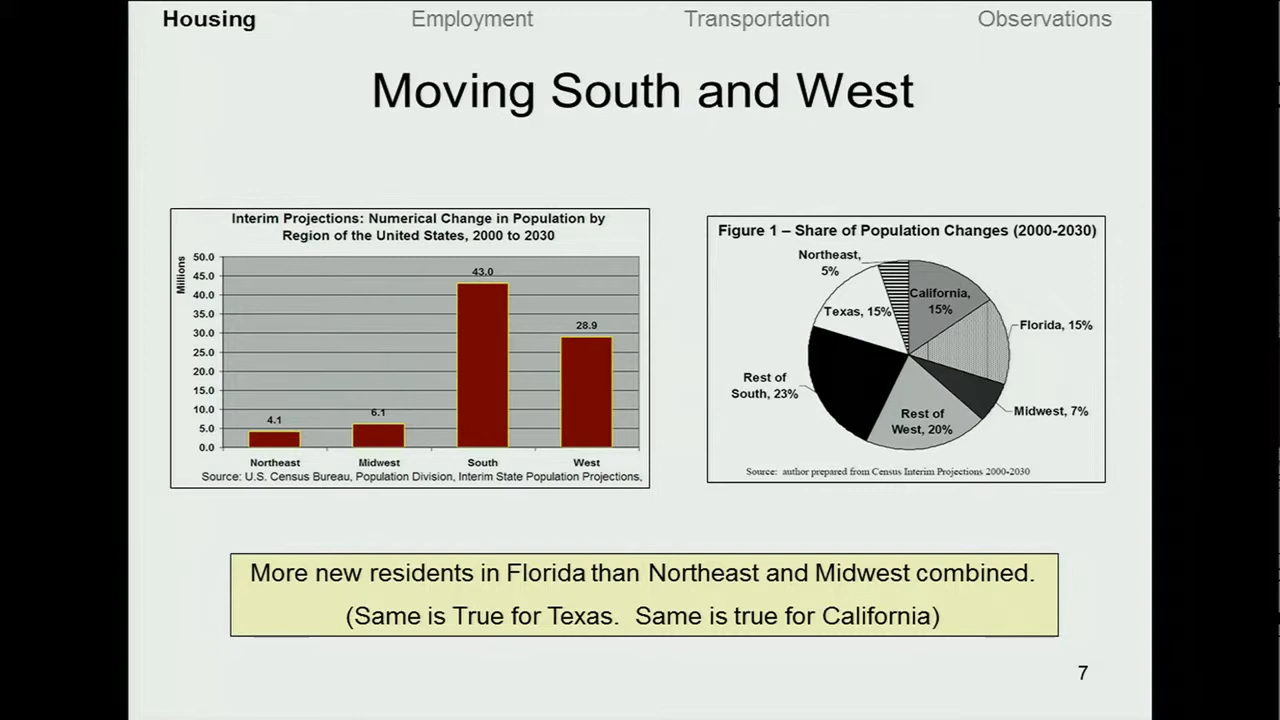 Housing Employment Transportation Observations
Moving South and West
Interim Projections: Numerical Change in Population by
Region of the United States, 2000 to 2030
Millions
50.0
45.0
40.0
35.0
30.0
25.0
20.0
15.0
10.0
5.0
0.0
4.1
6.1
43.0
28.9
Northeast Midwest South West
Source: U.S. Census Bureau, Population Division, Interim State Population Projections,
Figure 1 – Share of Population Changes (2000-2030)
Northeast,
5%
California,
15%
Texas, 15%
Florida, 15%
Rest of
South, 23%
Midwest, 7%
Rest of
West, 20%
Source: author prepared from Census Interim Projections 2000-2030
More new residents in Florida than Northeast and Midwest combined.
(Same is True for Texas. Same is true for California)
7